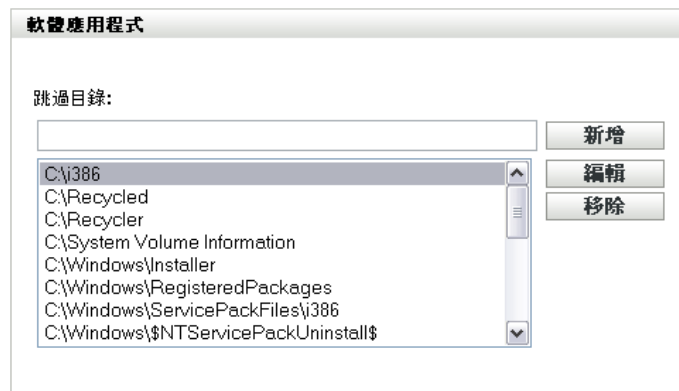 軟體應用程式
跳過目錄:
新增
C:\i386
編輯
C:\Recycled
移除
C:\Recycler
C:\System Volume Information
C:\Windows\Installer
C:\Windows\RegisteredPackages
C:\Windows\ServicePackFiles\i386
C:\Windows\$NTServicePackUninstall$